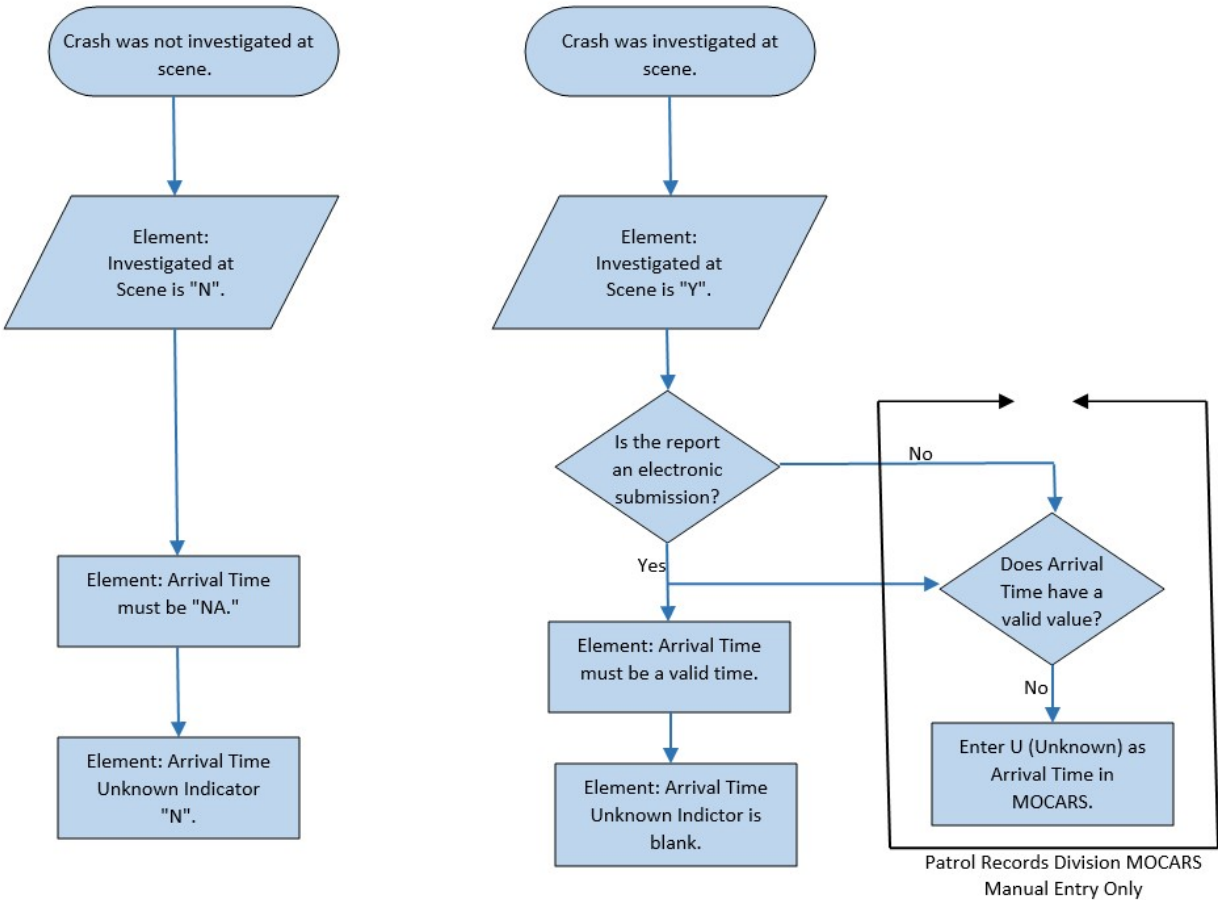 Crash was not investigated at
scene.
Crash was investigated at
scene.
Element:
Investigated at
Scene is "N".
Element:
Investigated at
Scene is "Y".
Is the report
an electronic
submission?
No
Yes
Does Arrival
Time have a
valid value?
Element: Arrival Time
must be "NA."
Element: Arrival Time
must be a valid time.
No
Element: Arrival Time
Unknown Indicator
"N".
Element: Arrival Time
Unknown Indictor is
blank.
Enter U (Unknown) as
Arrival Time in
MOCARS.
Patrol Records Division MOCARS
Manual Entry Only